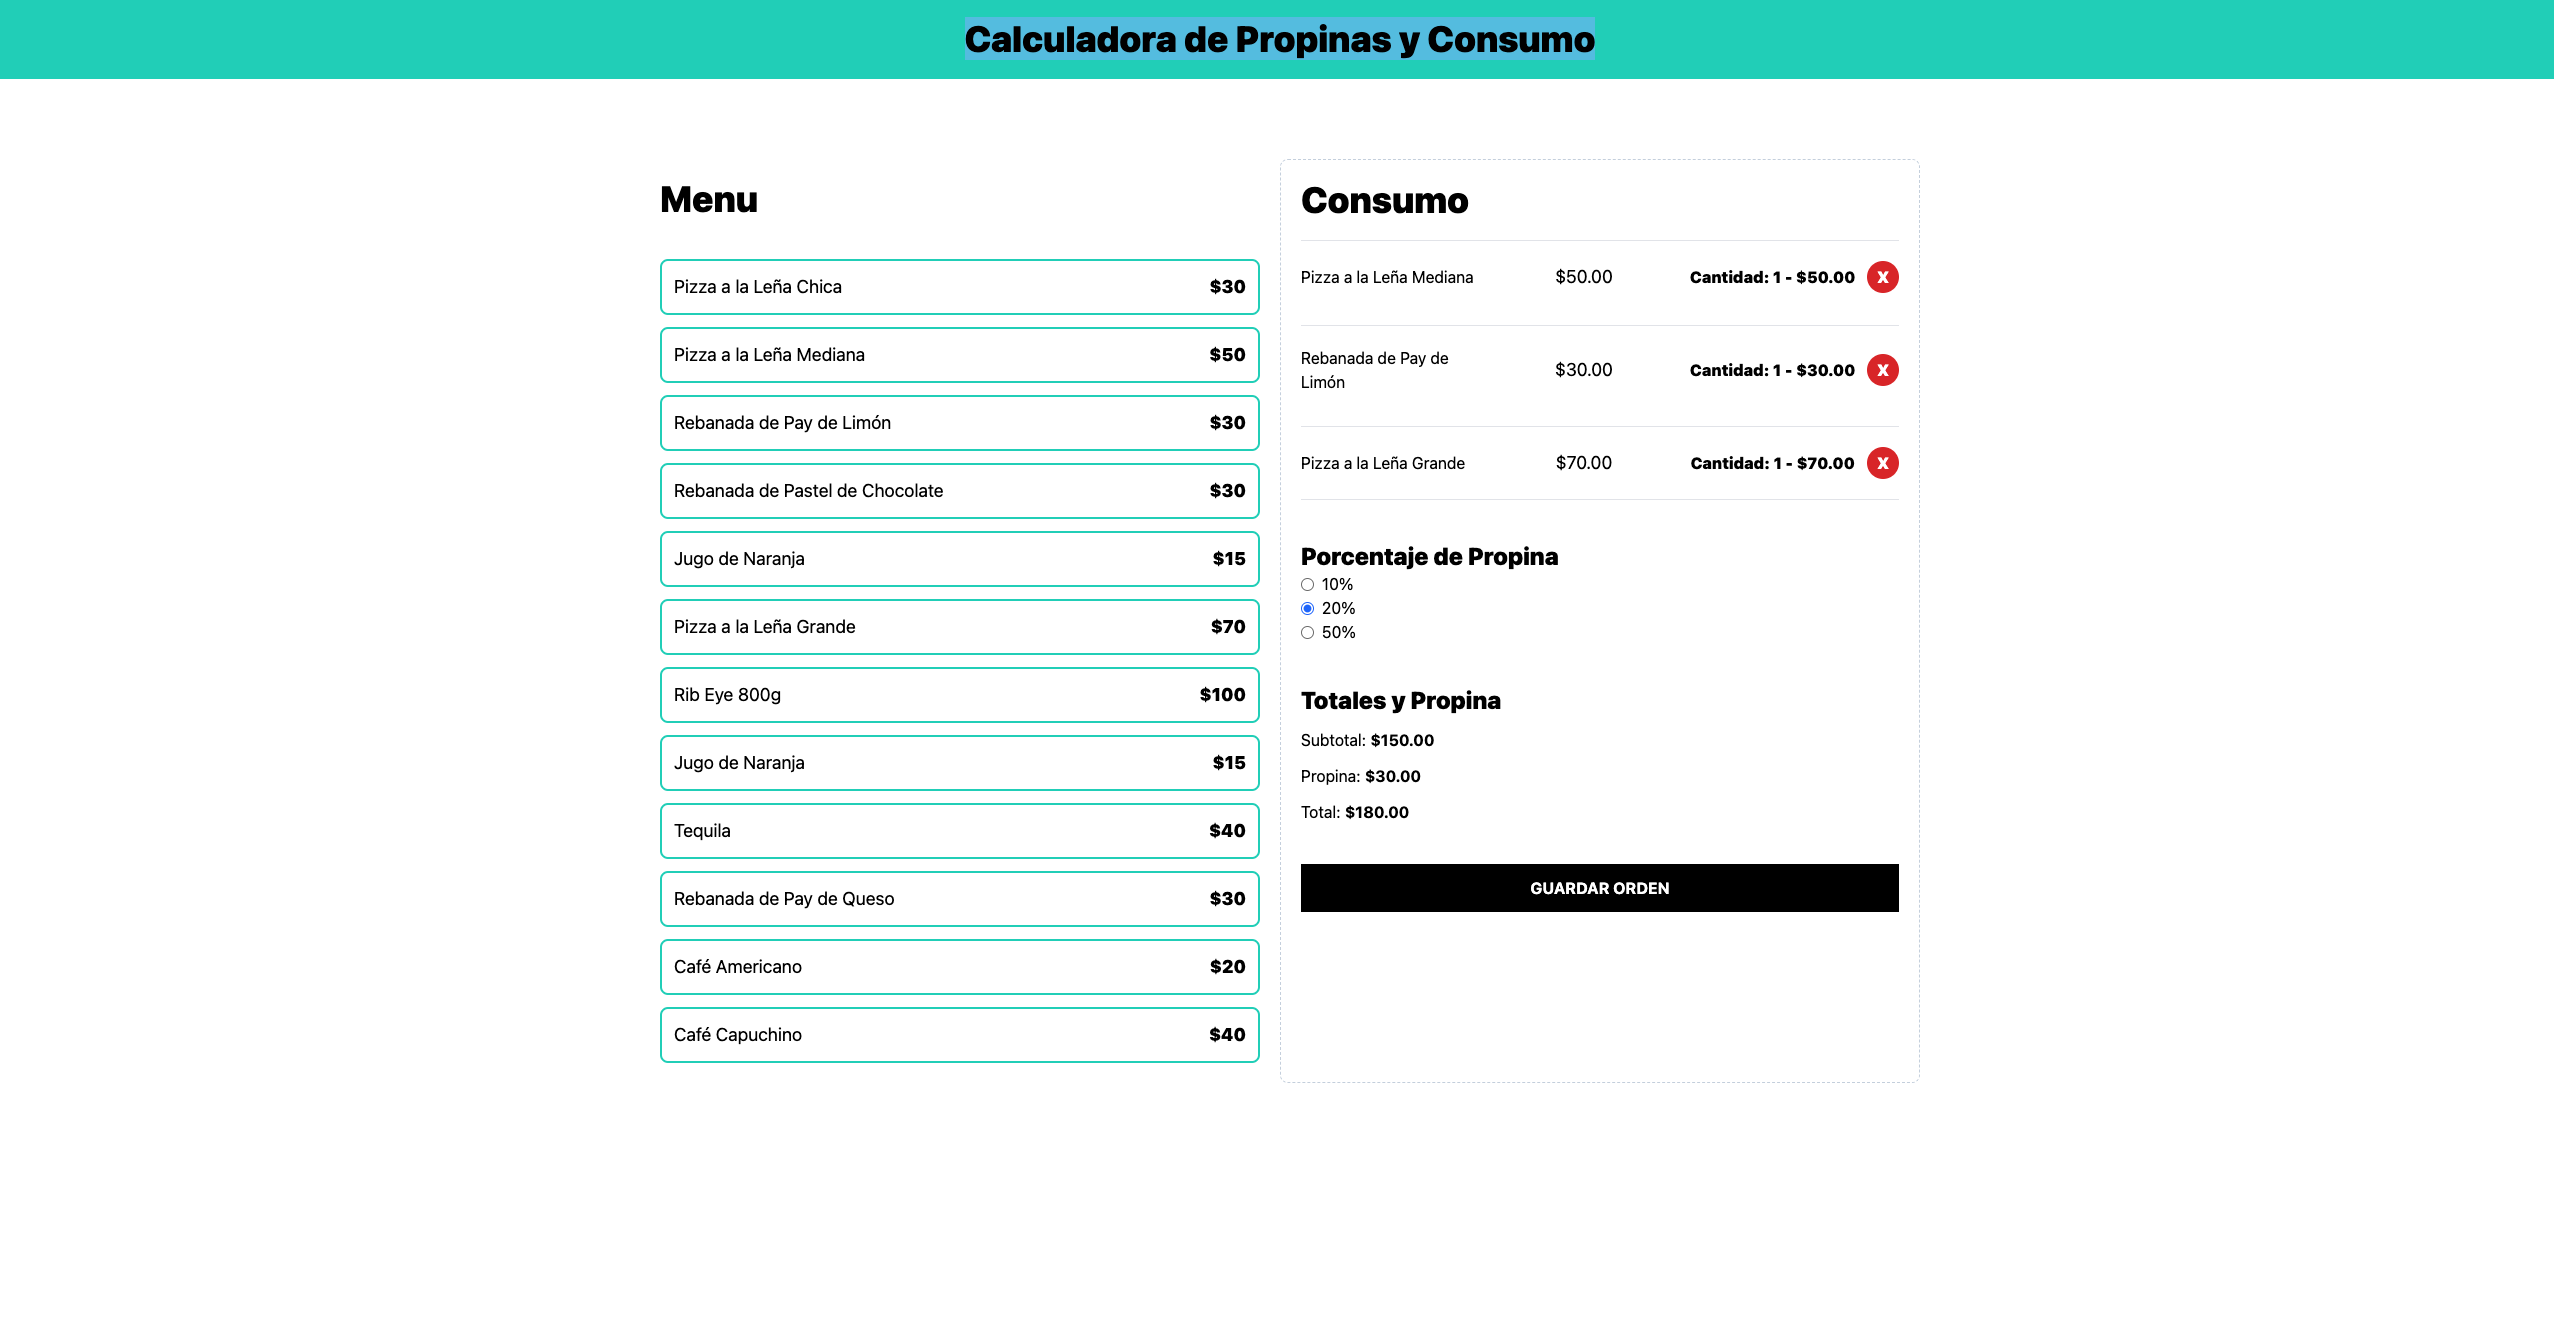 Calculadora de Propinas y Consumo
Menu
Pizza a la Leña Chica $30
Pizza a la Leña Mediana $50
Rebanada de Pay de Limón $30
Rebanada de Pastel de Chocolate $30
Jugo de Naranja $15
Pizza a la Leña Grande $70
Rib Eye 800g $100
Jugo de Naranja $15
Tequila $40
Rebanada de Pay de Queso $30
Café Americano $20
Café Capuchino $40
Consumo
Pizza a la Leña Mediana $50.00 Cantidad: 1 - $50.00 X
Rebanada de Pay de
Limón $30.00 Cantidad: 1 - $30.00 X
Pizza a la Leña Grande $70.00 Cantidad: 1 - $70.00 X
Porcentaje de Propina
10%
20%
50%
Totales y Propina
Subtotal: $150.00
Propina: $30.00
Total: $180.00
GUARDAR ORDEN